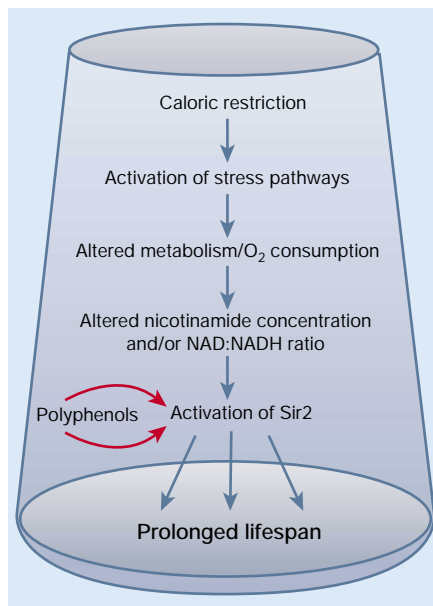 Caloric restriction
Activation of stress pathways
Altered metabolism/O₂ consumption
Altered nicotinamide concentration
and/or NAD:NADH ratio
Polyphenols
Activation of Sir2
Prolonged lifespan